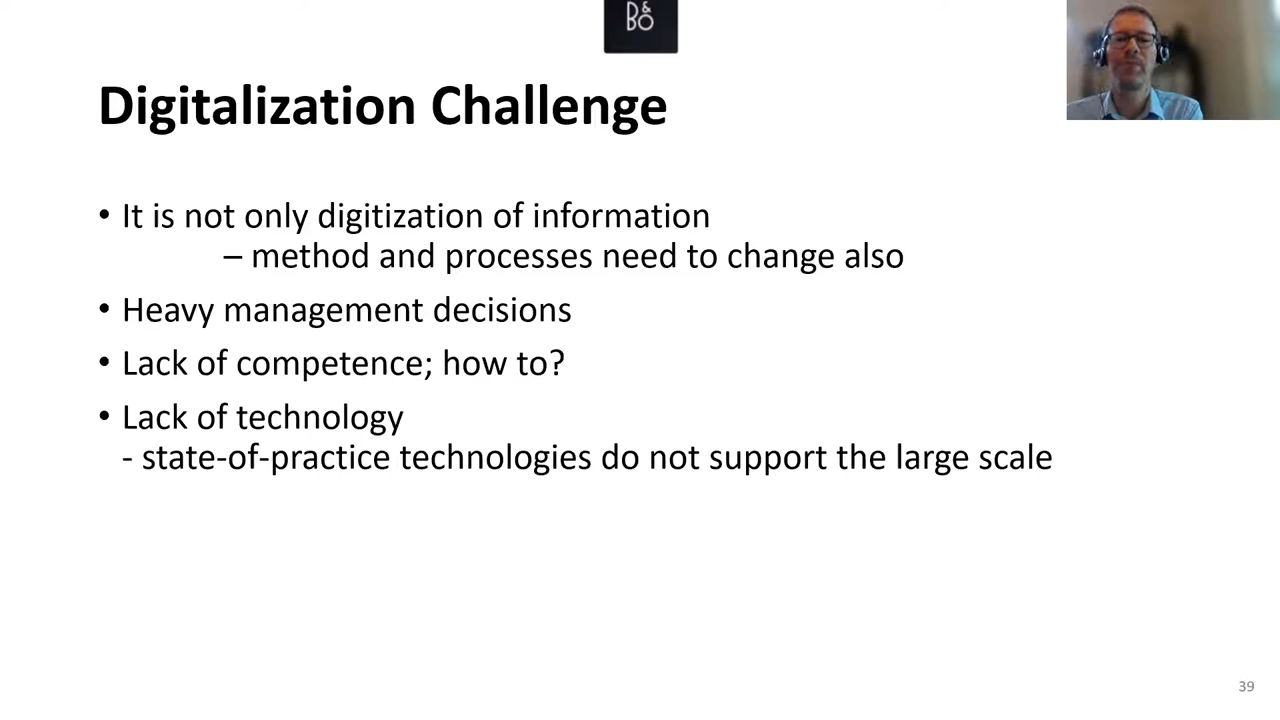 B&O
Digitalization Challenge
• It is not only digitization of information
– method and processes need to change also
• Heavy management decisions
• Lack of competence; how to?
• Lack of technology
- state-of-practice technologies do not support the large scale
39